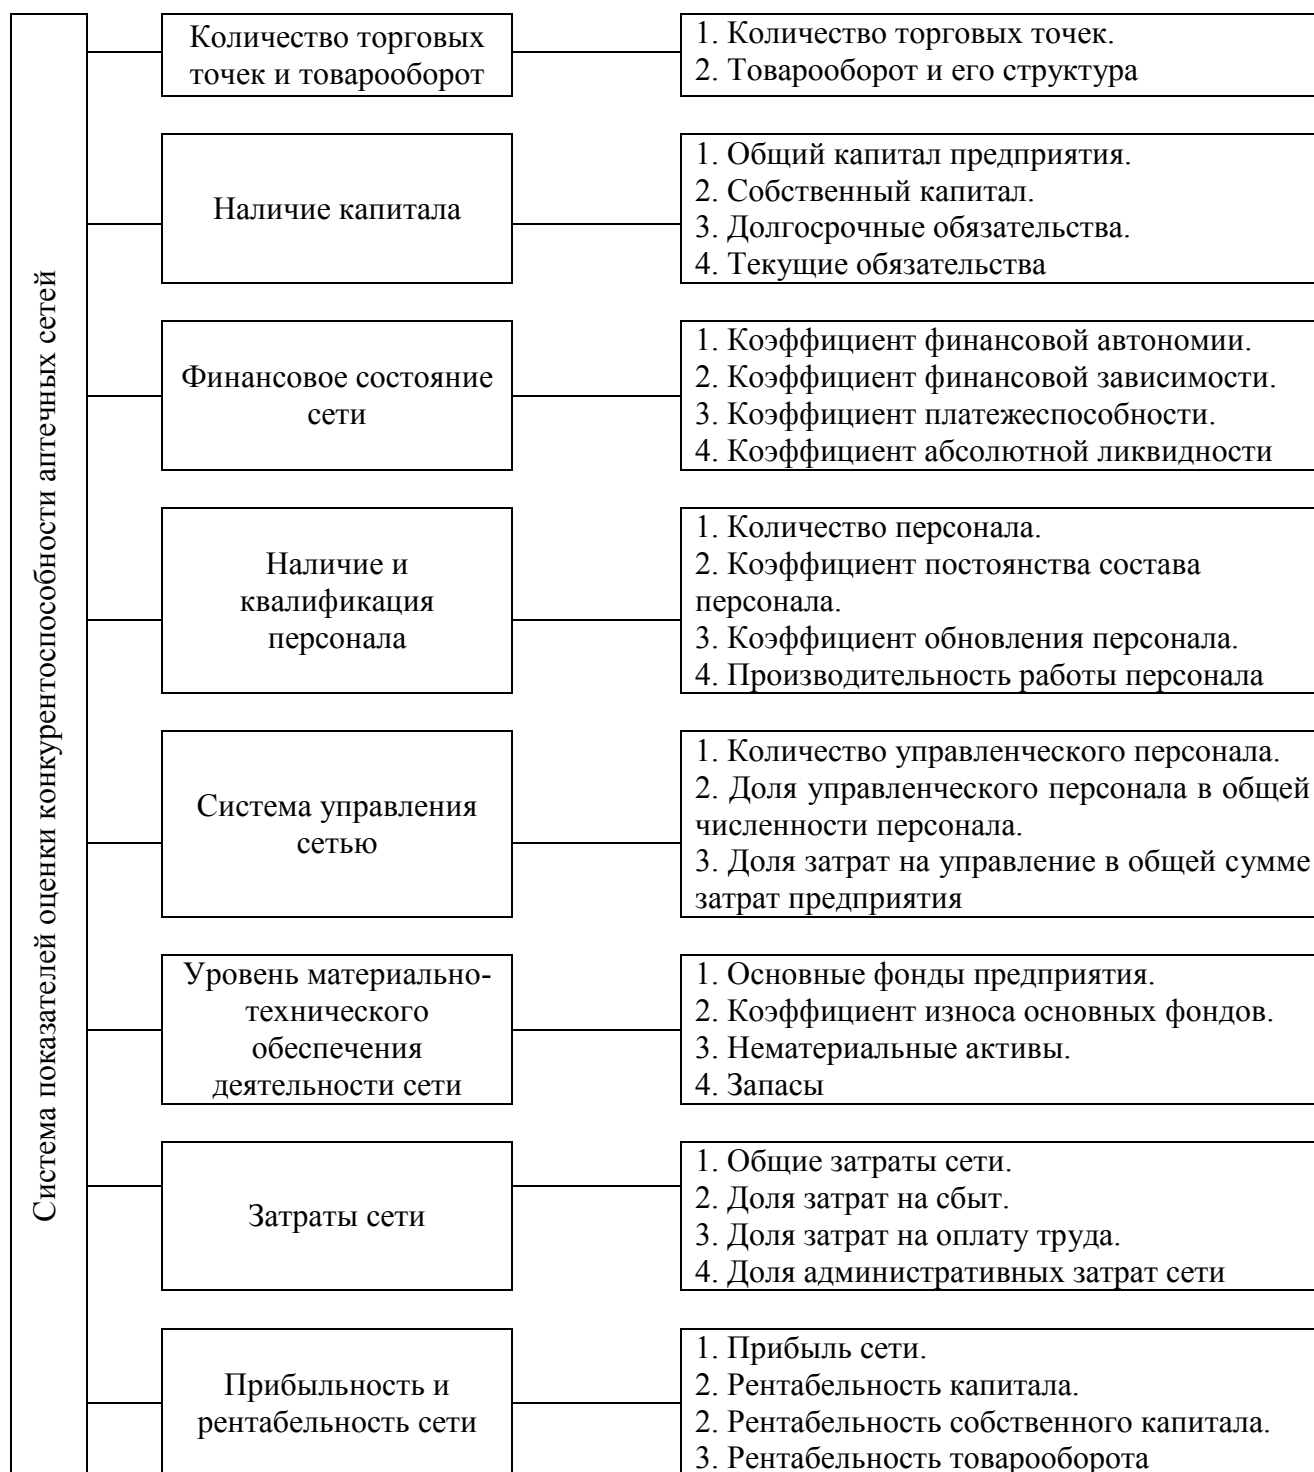 Система показателей оценки конкурентоспособности аптечных сетей
Количество торговых
точек и товарооборот
1. Количество торговых точек.
2. Товарооборот и его структура
Наличие капитала
1. Общий капитал предприятия.
2. Собственный капитал.
3. Долгосрочные обязательства.
4. Текущие обязательства
Финансовое состояние
сети
1. Коэффициент финансовой автономии.
2. Коэффициент финансовой зависимости.
3. Коэффициент платежеспособности.
4. Коэффициент абсолютной ликвидности
Наличие и
квалификация
персонала
1. Количество персонала.
2. Коэффициент постоянства состава
персонала.
3. Коэффициент обновления персонала.
4. Производительность работы персонала
Система управления
сетью
1. Количество управленческого персонала.
2. Доля управленческого персонала в общей
численности персонала.
3. Доля затрат на управление в общей сумме
затрат предприятия
Уровень материально-
технического
обеспечения
деятельности сети
1. Основные фонды предприятия.
2. Коэффициент износа основных фондов.
3. Нематериальные активы.
4. Запасы
Затраты сети
1. Общие затраты сети.
2. Доля затрат на сбыт.
3. Доля затрат на оплату труда.
4. Доля административных затрат сети
Прибыльность и
рентабельность сети
1. Прибыль сети.
2. Рентабельность капитала.
2. Рентабельность собственного капитала.
3. Рентабельность товарооборота